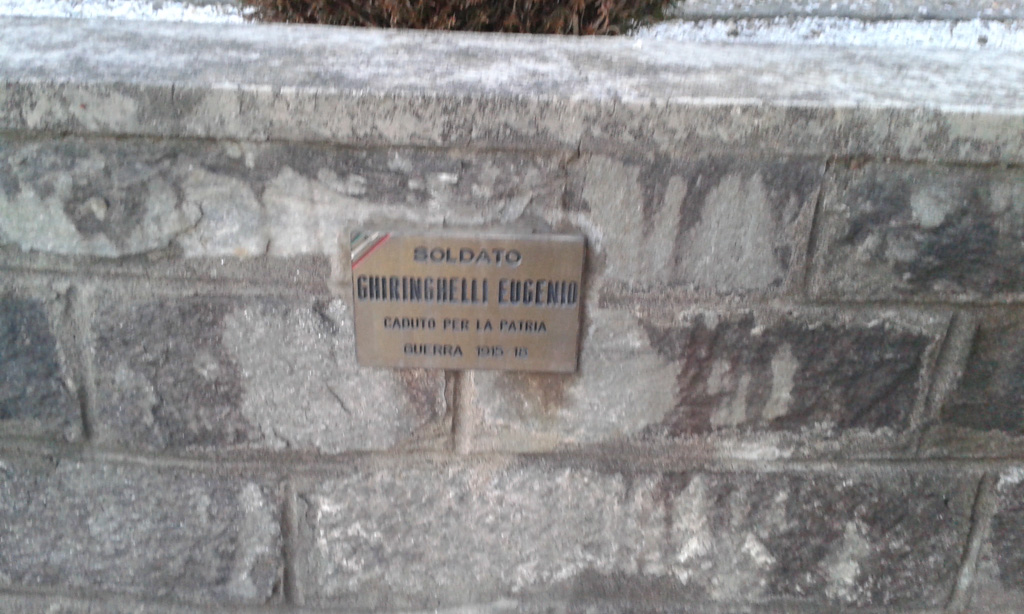 SOLDATO
GHIRINGHELLI EUGENIO
CADUTO PER LA PATRIA
GUERRA 1915-18